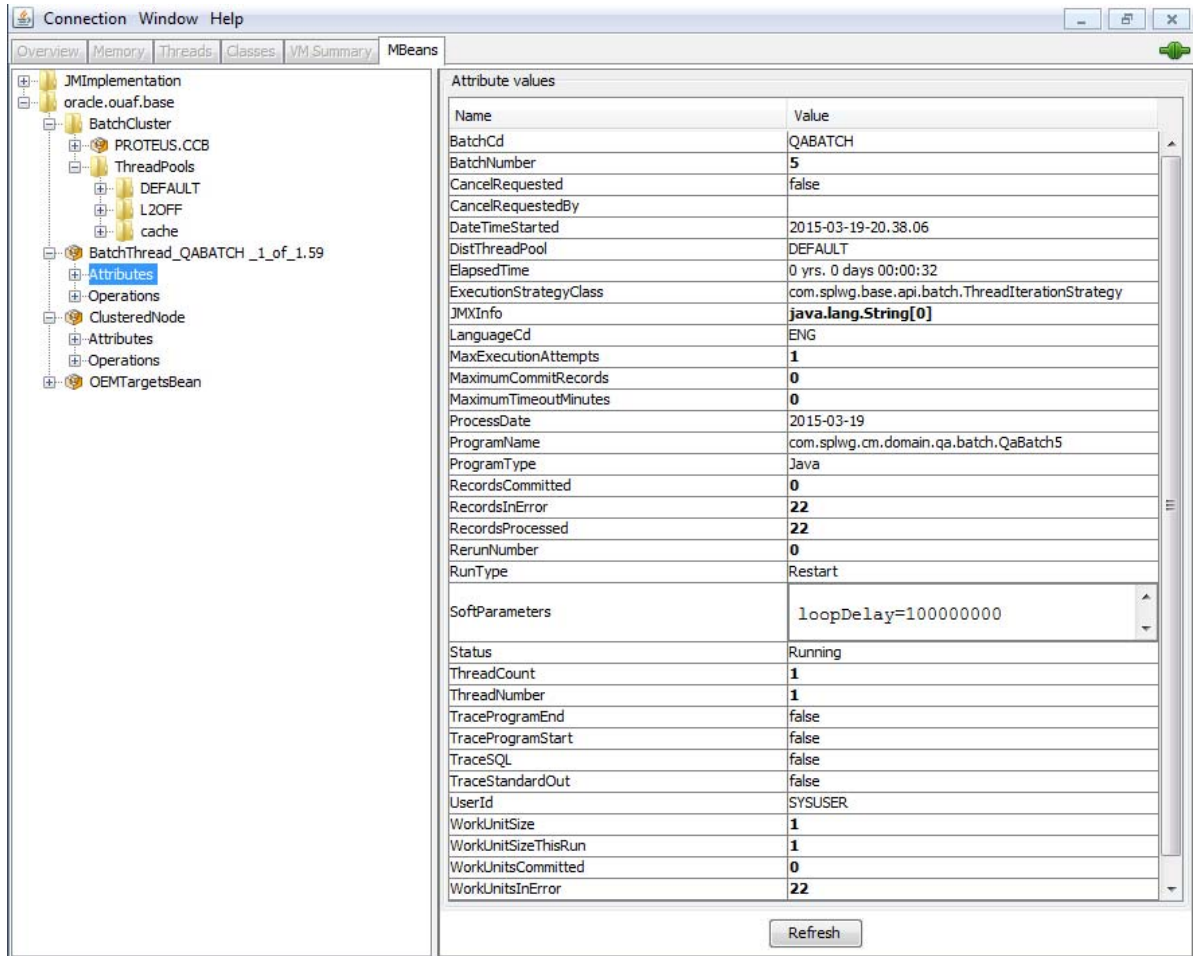 Connection Window Help
Overview Memory Threads Classes VM Summary MBeans
JMImplementation
oracle.ouaf.base
BatchCluster
PROTEUS.CCB
ThreadPools
DEFAULT
L2OFF
cache
BatchThread_QABATCH _1_of_1.59
Attributes
Operations
ClusteredNode
Attributes
Operations
OEMTargetsBean
Attribute values
Name Value
BatchCd QABATCH
BatchNumber 5
CancelRequested false
CancelRequestedBy
DateTimeStarted 2015-03-19-20.38.06
DistThreadPool DEFAULT
ElapsedTime 0 yrs. 0 days 00:00:32
ExecutionStrategyClass com.splwg.base.api.batch.ThreadIterationStrategy
JMXInfo java.lang.String[0]
LanguageCd ENG
MaxExecutionAttempts 1
MaximumCommitRecords 0
MaximumTimeoutMinutes 0
ProcessDate 2015-03-19
ProgramName com.splwg.cm.domain.qa.batch.QaBatch5
ProgramType Java
RecordsCommitted 0
RecordsInError 22
RecordsProcessed 22
RerunNumber 0
RunType Restart
SoftParameters loopDelay=100000000
Status Running
ThreadCount 1
ThreadNumber 1
TraceProgramEnd false
TraceProgramStart false
TraceSQL false
TraceStandardOut false
UserId SYSUSER
WorkUnitSize 1
WorkUnitSizeThisRun 1
WorkUnitsCommitted 0
WorkUnitsInError 22
Refresh